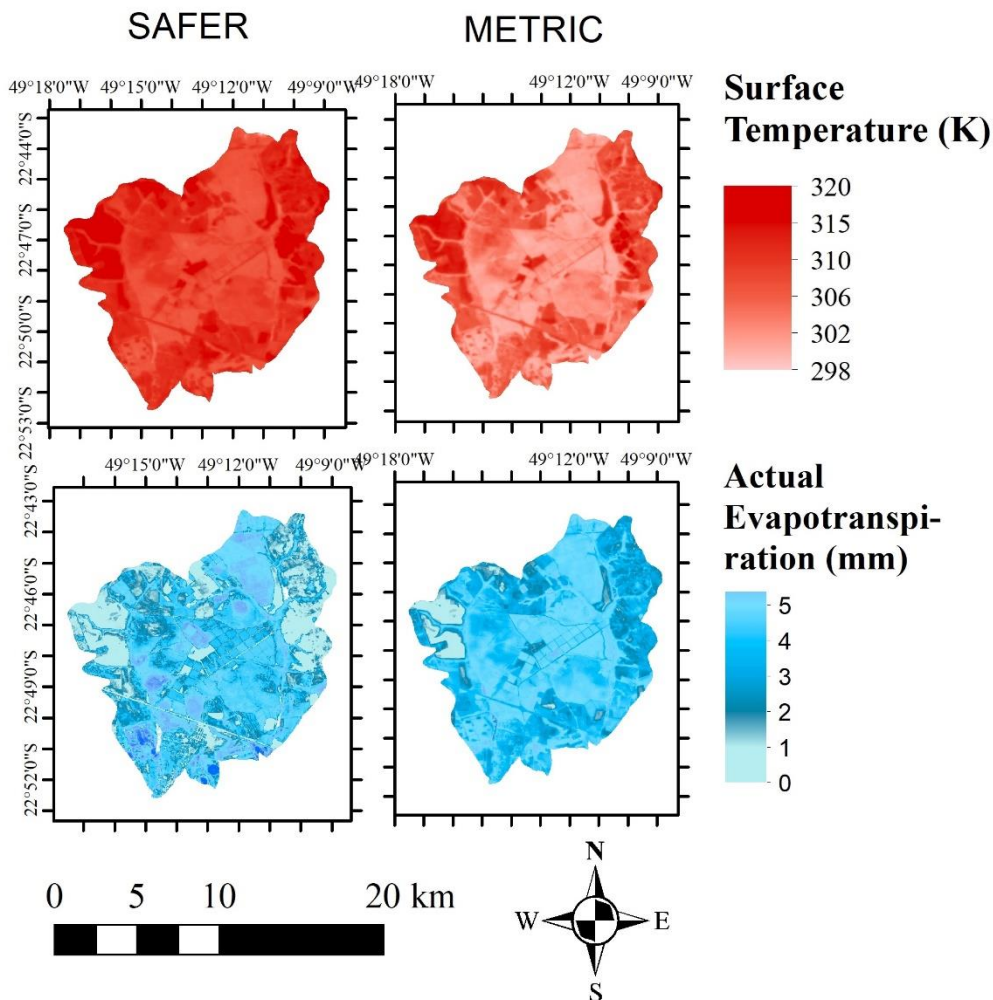 SAFER
METRIC
49°18'0"W 49°15'0"W 49°12'0"W 49°9'0"W
49°18'0"W 49°12'0"W 49°9'0"W
22°44'0"S
22°47'0"S
22°50'0"S
22°53'0"S
Surface
Temperature (K)
320
315
310
306
302
298
49°15'0"W 49°12'0"W 49°9'0"W
49°18'0"W 49°12'0"W 49°9'0"W
22°43'0"S
22°46'0"S
22°49'0"S
22°52'0"S
Actual
Evapotranspi-
ration (mm)
5
4
3
2
1
0
0 5 10 20 km
N
W E
S